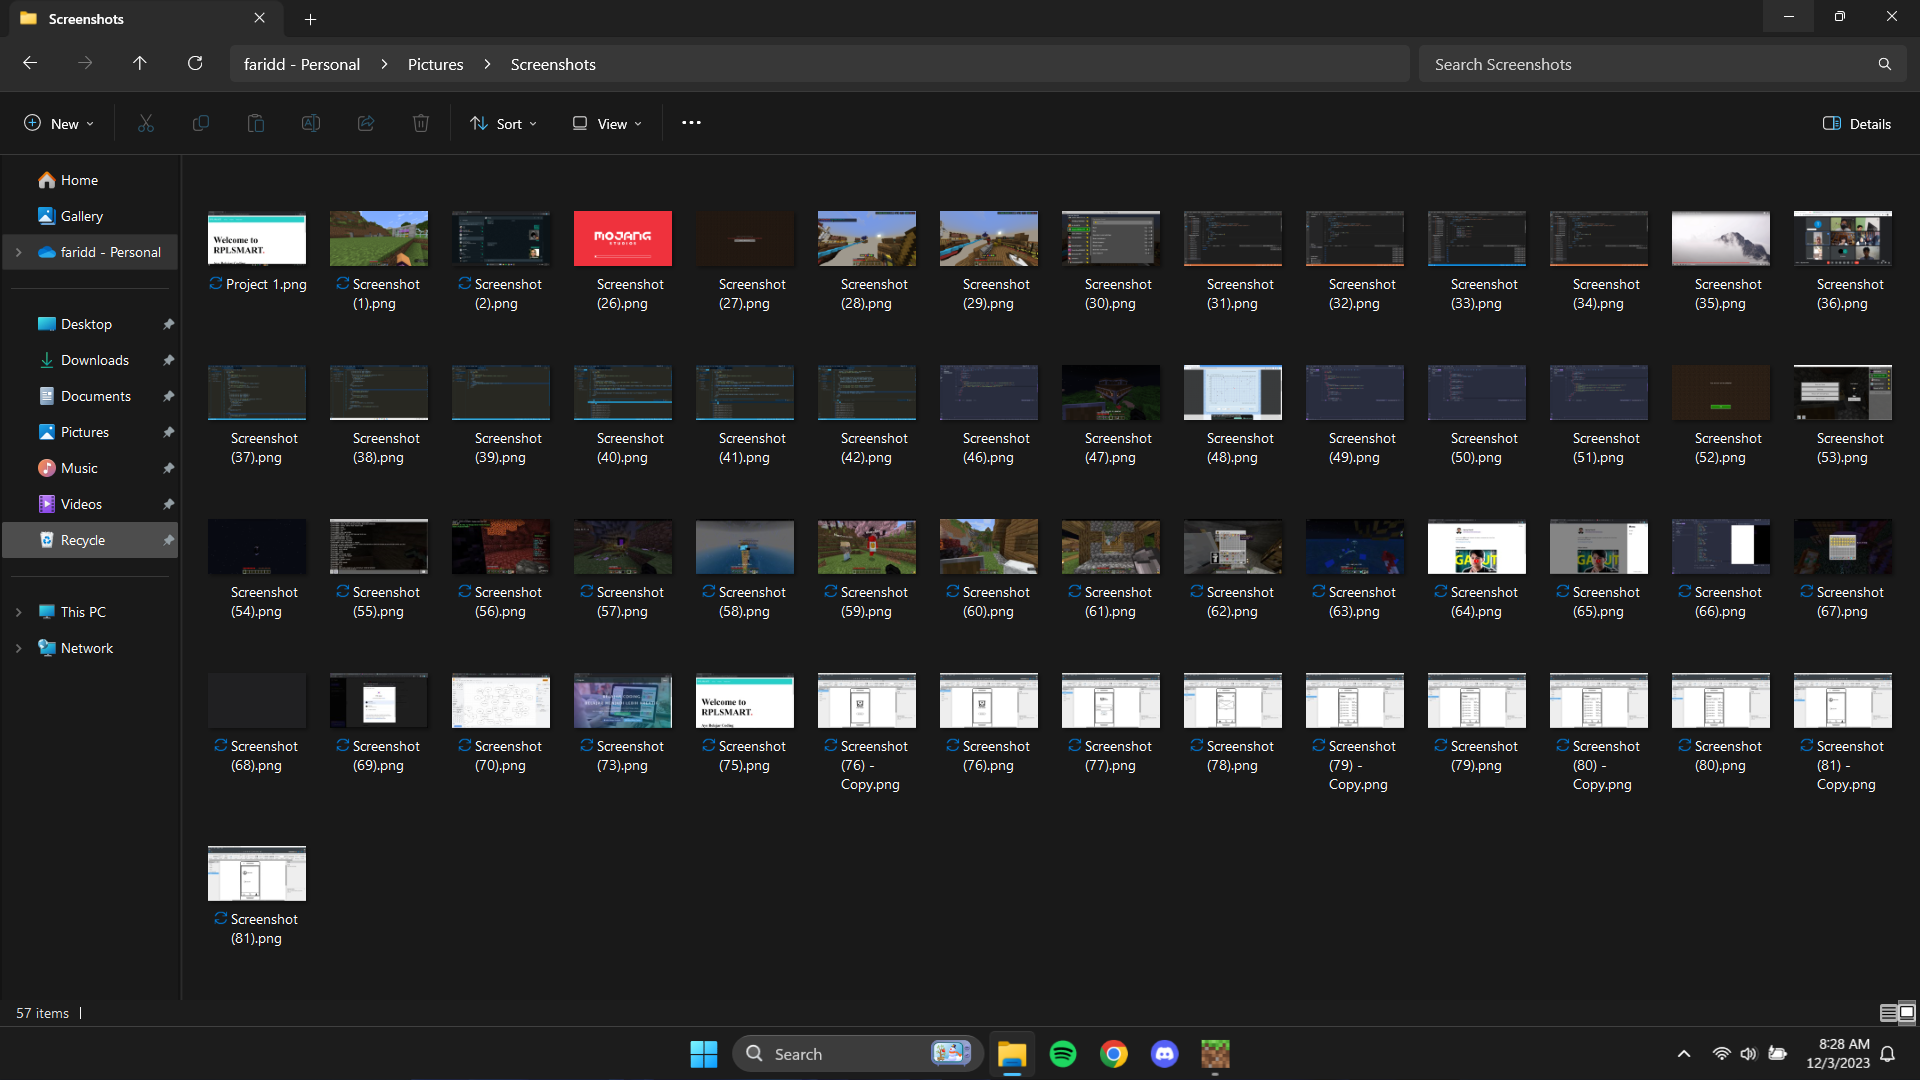 Screenshots
faridd - Personal > Pictures > Screenshots
Search Screenshots
New
Sort
View
Details
Home
Gallery
faridd - Personal
Desktop
Downloads
Documents
Pictures
Music
Videos
Recycle
This PC
Network
Welcome to
RPLSMART.
MOJANG
STUDIOS
Project 1.png
Screenshot (1).png
Screenshot (2).png
Screenshot (26).png
Screenshot (27).png
Screenshot (28).png
Screenshot (29).png
Screenshot (30).png
Screenshot (31).png
Screenshot (32).png
Screenshot (33).png
Screenshot (34).png
Screenshot (35).png
Screenshot (36).png
Screenshot (37).png
Screenshot (38).png
Screenshot (39).png
Screenshot (40).png
Screenshot (41).png
Screenshot (42).png
Screenshot (46).png
Screenshot (47).png
Screenshot (48).png
Screenshot (49).png
Screenshot (50).png
Screenshot (51).png
Screenshot (52).png
Screenshot (53).png
Screenshot (54).png
Screenshot (55).png
Screenshot (56).png
Screenshot (57).png
Screenshot (58).png
Screenshot (59).png
Screenshot (60).png
Screenshot (61).png
Screenshot (62).png
Screenshot (63).png
Screenshot (64).png
Screenshot (65).png
Screenshot (66).png
Screenshot (67).png
Welcome to
RPLSMART.
Ayo Belajar Coding
Screenshot (68).png
Screenshot (69).png
Screenshot (70).png
Screenshot (73).png
Screenshot (75).png
Screenshot (76) - Copy.png
Screenshot (76).png
Screenshot (77).png
Screenshot (78).png
Screenshot (79) - Copy.png
Screenshot (79).png
Screenshot (80) - Copy.png
Screenshot (80).png
Screenshot (81) - Copy.png
Screenshot (81).png
57 items
Search
8:28 AM
12/3/2023